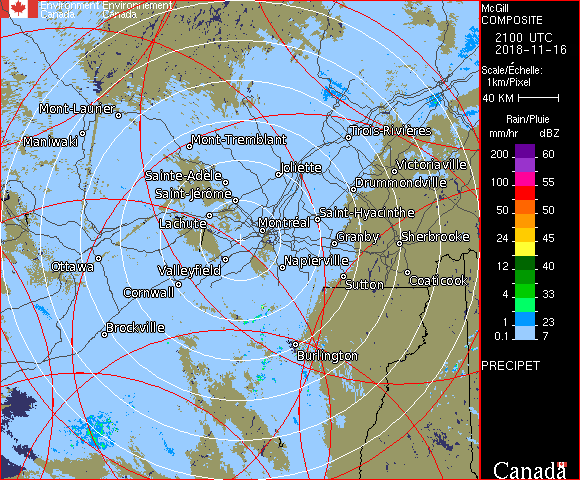 Environment Environnement
Canada Canada
McGill
COMPOSITE
2100 UTC
2018-11-16
Scale/Échelle:
1km/Pixel
40 KM
Rain/Pluie
mm/hr dBZ
200 60
100 55
50 50
24 45
12 40
8 33
4 30
1 23
0.1 7
PRECIPET
Canada
Mont-Laurier
Maniwaki
Mont-Tremblant
Trois-Rivières
Joliette
Victoriaville
Sainte-Adèle
Drummondville
Saint-Jérôme
Saint-Hyacinthe
Lachute
Montréal
Granby
Sherbrooke
Ottawa
Valleyfield
Napierville
Coaticook
Cornwall
Sutton
Brockville
Burlington